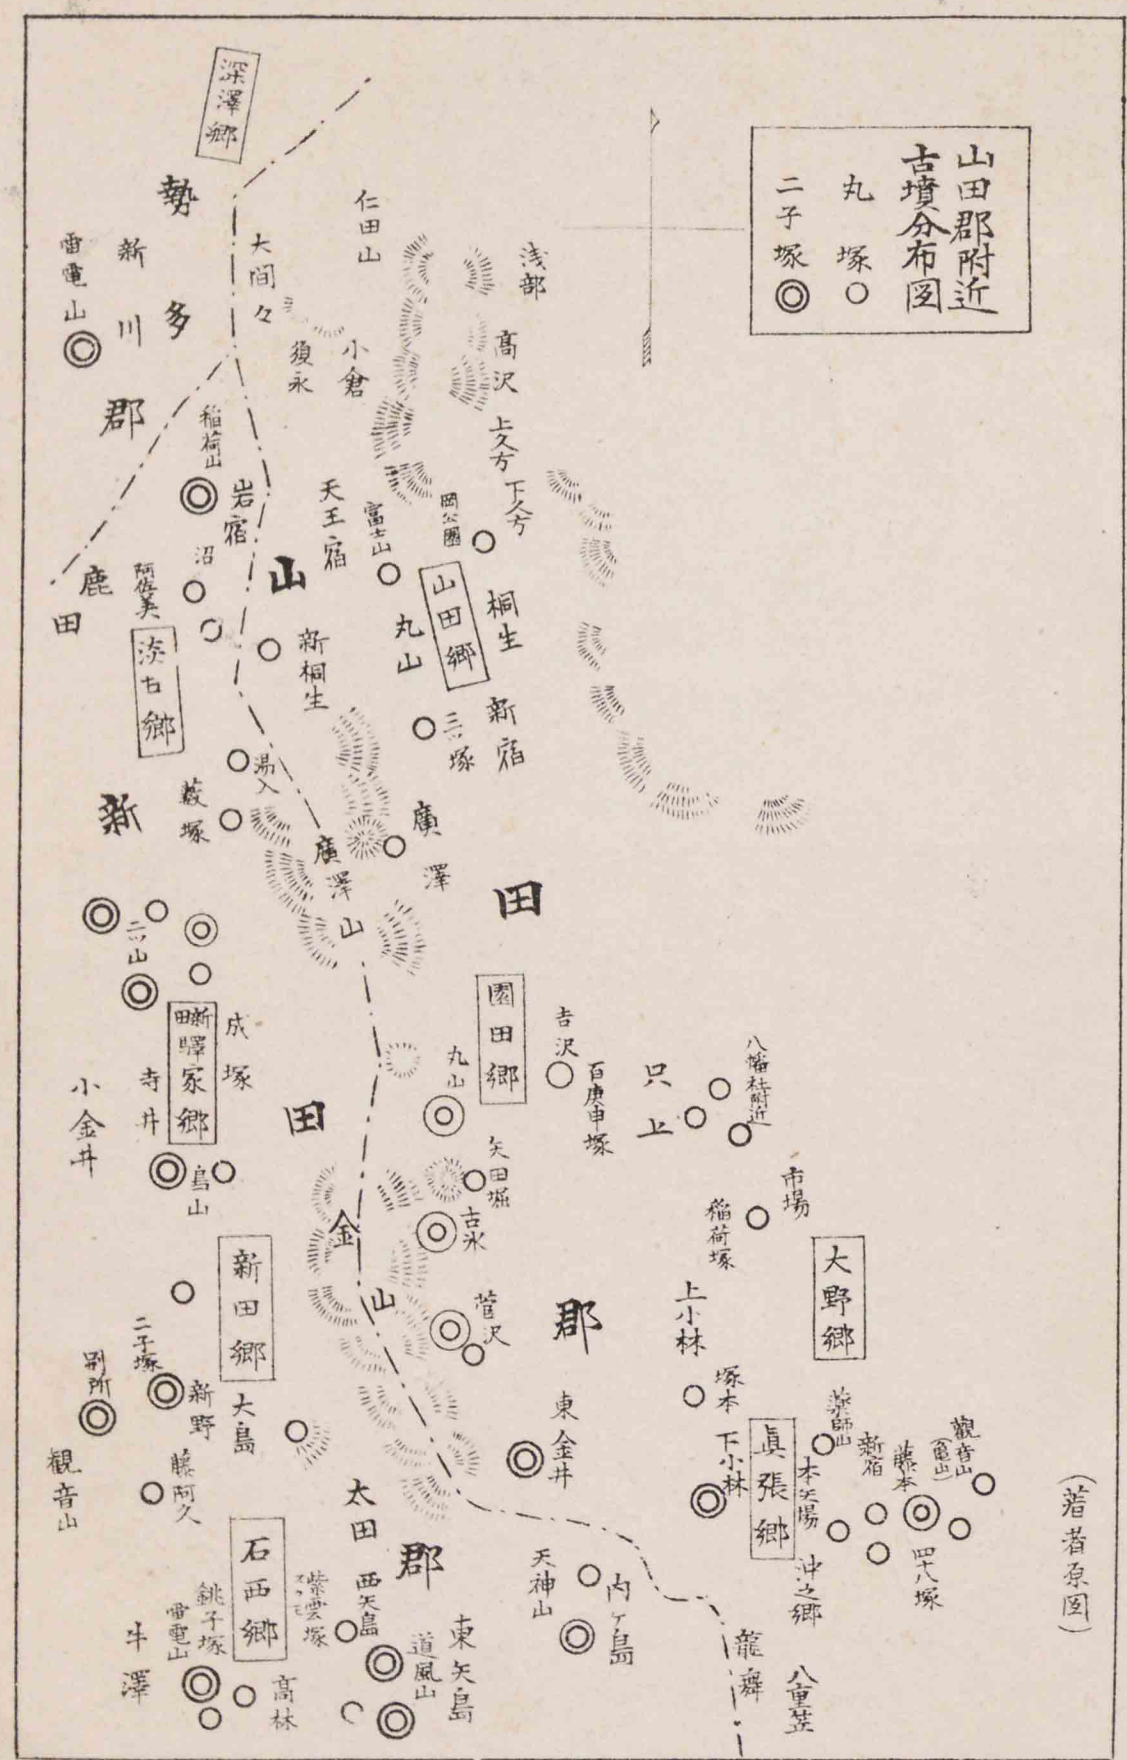 山田郡附近
古墳分布図
丸塚
二子塚
深澤郷
勢多郡
新川
雷電山
大間々
仁田山
浅部
須永
小倉
高沢
上久方
下久方
稲荷山
岩宿
沼
天王宿
富士山
岡公園
鹿田
阿佐美
山田郡
新桐生
丸山
山田郷
桐生
三ツ塚
新宿
湯入
藪塚
新田郡
廣澤
廣澤山
二ツ山
新田驛家郷
成塚
寺井
小金井
鳥山
園田郷
丸山
吉沢
百庚申塚
只上
八幡社附近
矢田堀
古氷
市場
稲荷塚
大野郷
金山
菅沢
上小林
新田郷
二子塚
別所
新野
大島
観音山
藤阿久
東金井
塚本
下小林
眞張郷
薬師山
本矢場
新宿
藤本
観音山
(亀山)
四十八塚
沖之郷
太田
石西郷
銚子塚
雷電山
牛澤
高林
紫雲塚
西矢島
道風山
東矢島
天神山
内ケ島
龍舞
八重笠
(著者原図)